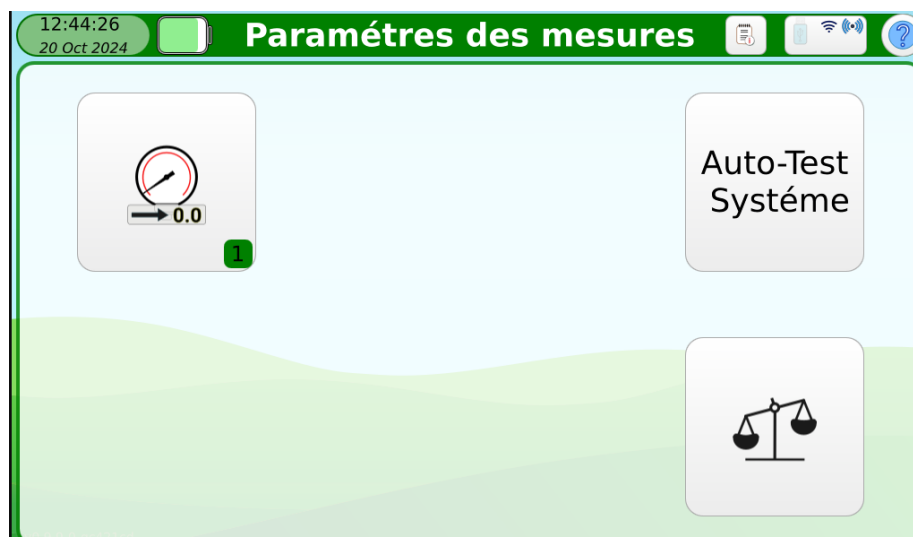 12:44:26
20 Oct 2024
Paramétres des mesures
?
0.0
1
Auto-Test
Systéme